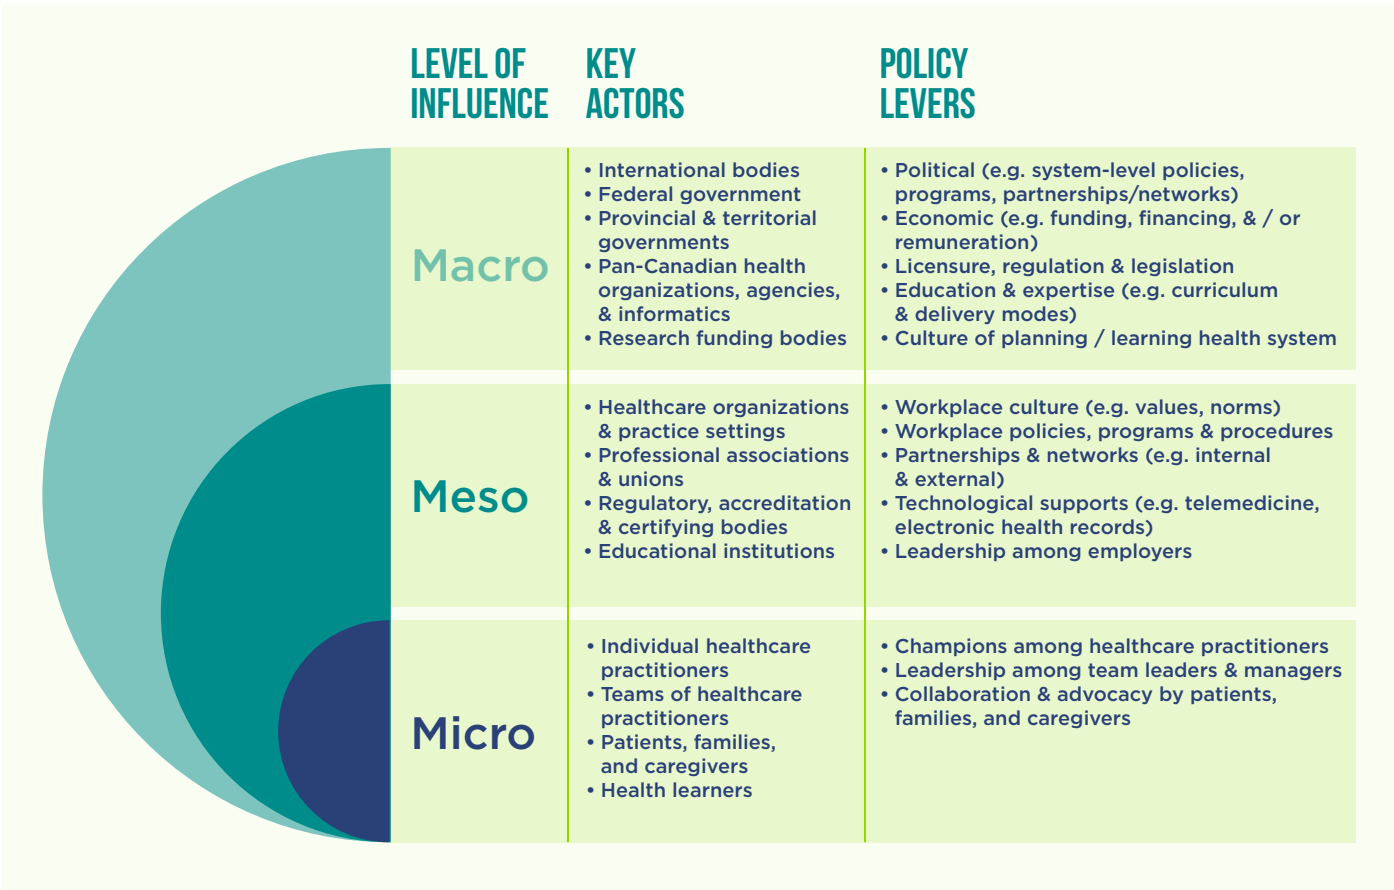 LEVEL OF
INFLUENCE
KEY
ACTORS
POLICY
LEVERS
Macro
• International bodies
• Federal government
• Provincial & territorial
governments
• Pan-Canadian health
organizations, agencies,
& informatics
• Research funding bodies
• Political (e.g. system-level policies,
programs, partnerships/networks)
• Economic (e.g. funding, financing, & / or
remuneration)
• Licensure, regulation & legislation
• Education & expertise (e.g. curriculum
& delivery modes)
• Culture of planning / learning health system
Meso
• Healthcare organizations
& practice settings
• Professional associations
& unions
• Regulatory, accreditation
& certifying bodies
• Educational institutions
• Workplace culture (e.g. values, norms)
• Workplace policies, programs & procedures
• Partnerships & networks (e.g. internal
& external)
• Technological supports (e.g. telemedicine,
electronic health records)
• Leadership among employers
Micro
• Individual healthcare
practitioners
• Teams of healthcare
practitioners
• Patients, families,
and caregivers
• Health learners
• Champions among healthcare practitioners
• Leadership among team leaders & managers
• Collaboration & advocacy by patients,
families, and caregivers